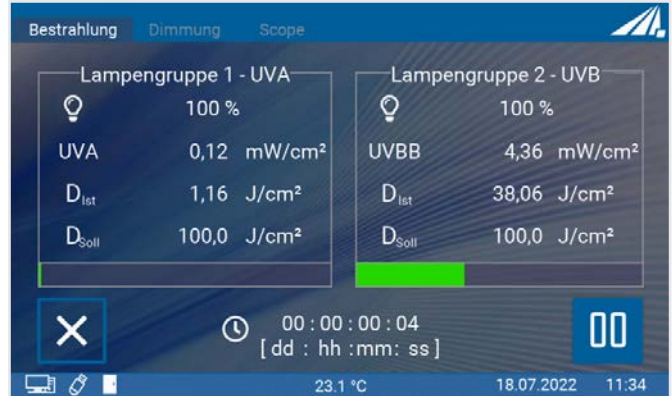 Bestrahlung Dimmung Scope
Lampengruppe 1 - UVA
100 %
UVA 0,12 mW/cm²
DIst 1,16 J/cm²
DSoll 100,0 J/cm²
Lampengruppe 2 - UVB
100 %
UVBB 4,36 mW/cm²
DIst 38,06 J/cm²
DSoll 100,0 J/cm²
00 : 00 : 00 : 04
[ dd : hh :mm: ss ]
23.1 °C 18.07.2022 11:34